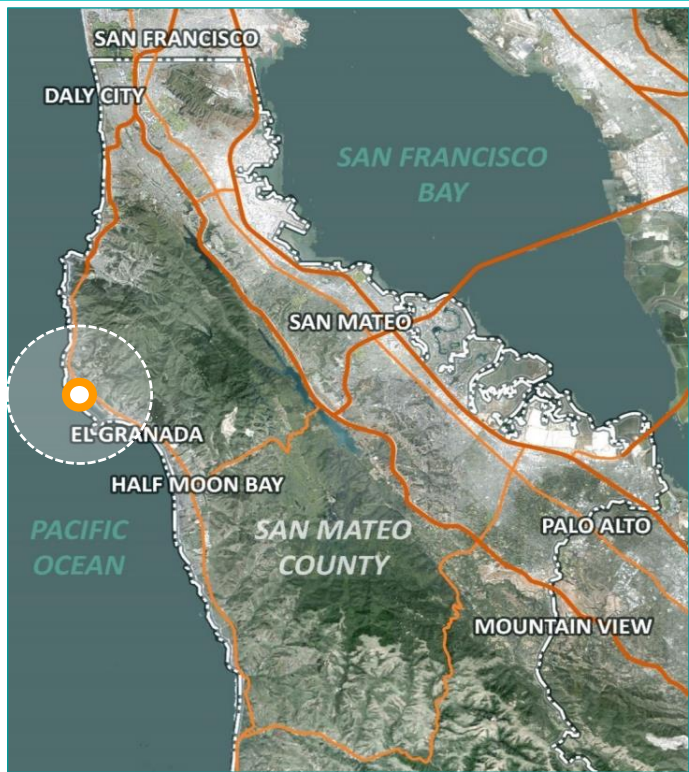 SAN FRANCISCO
DALY CITY
SAN FRANCISCO
BAY
SAN MATEO
EL GRANADA
HALF MOON BAY
PACIFIC
OCEAN
SAN MATEO
COUNTY
PALO ALTO
MOUNTAIN VIEW